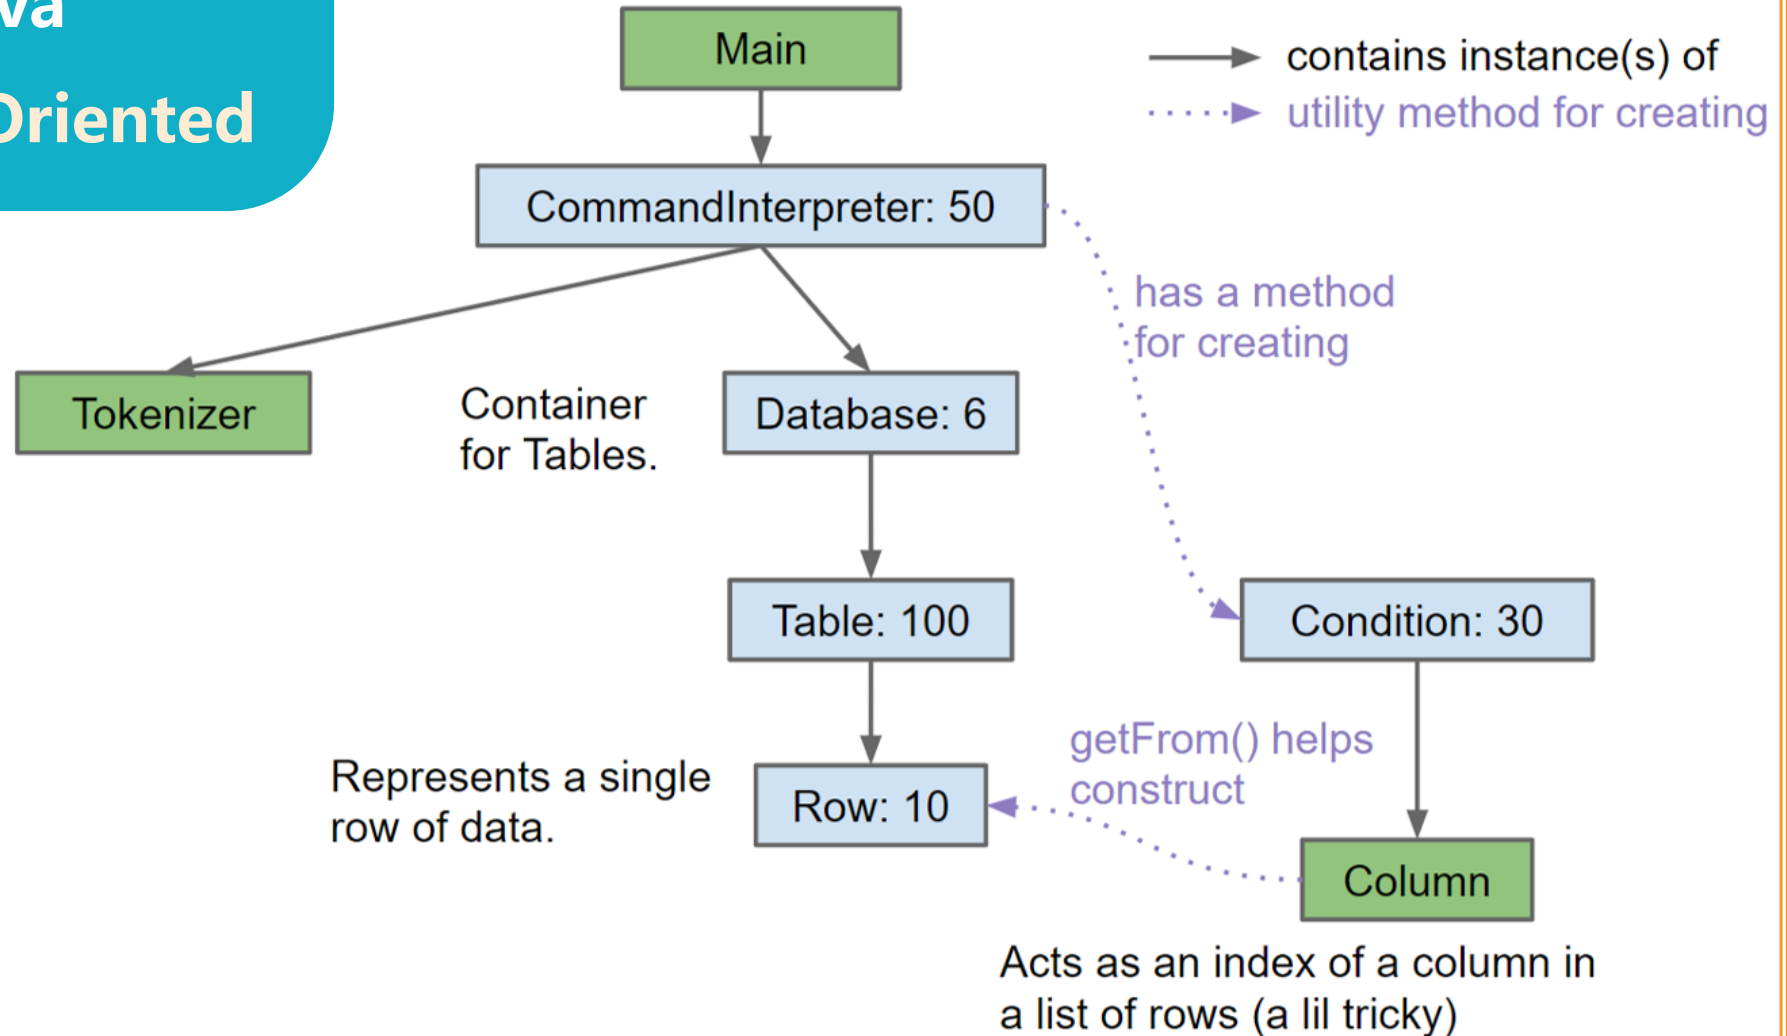 va
Oriented
Main
contains instance(s) of
utility method for creating
CommandInterpreter: 50
has a method
for creating
Tokenizer
Container
for Tables.
Database: 6
Table: 100
Condition: 30
getFrom() helps
construct
Represents a single
row of data.
Row: 10
Column
Acts as an index of a column in
a list of rows (a lil tricky)